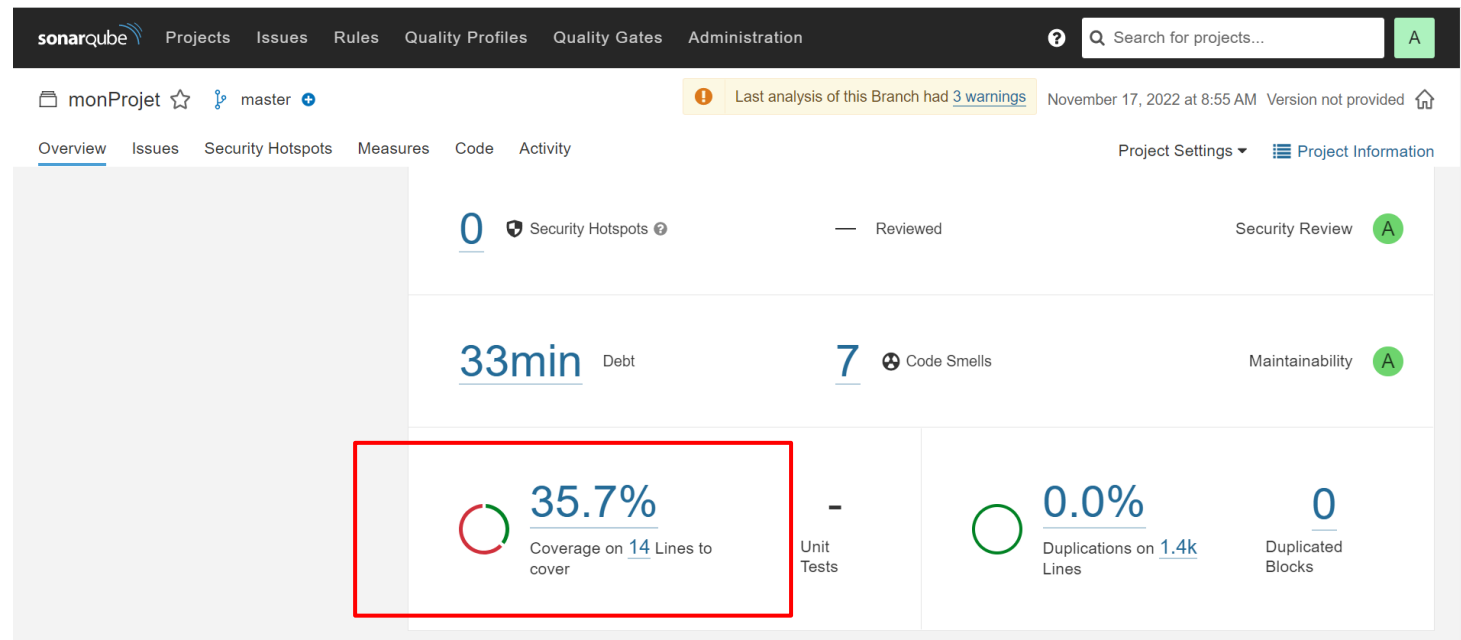 sonarqube Projects Issues Rules Quality Profiles Quality Gates Administration ? Search for projects... A
monProjet master Last analysis of this Branch had 3 warnings November 17, 2022 at 8:55 AM Version not provided
Overview Issues Security Hotspots Measures Code Activity Project Settings Project Information
0 Security Hotspots ? — Reviewed Security Review A
33min Debt 7 Code Smells Maintainability A
35.7%
Coverage on 14 Lines to
cover
-
Unit
Tests
0.0%
Duplications on 1.4k
Lines
0
Duplicated
Blocks